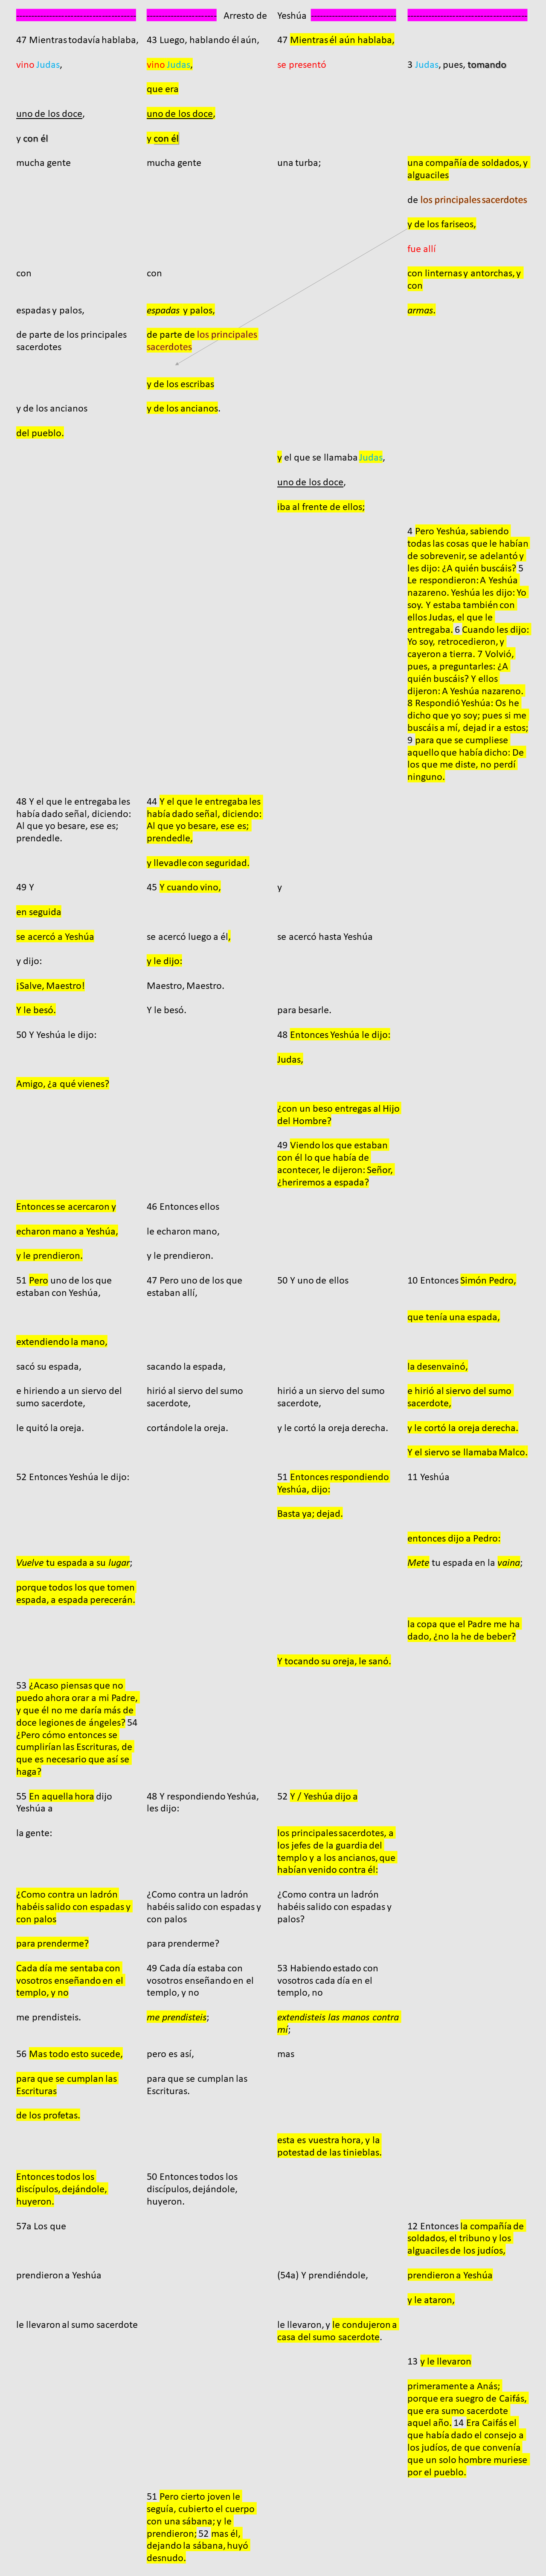 Arresto de Yeshúa
47 Mientras todavía hablaba,
43 Luego, hablando él aún,
47 Mientras él aún hablaba,
vino Judas,
vino Judas,
se presentó
3 Judas, pues, tomando
que era
uno de los doce,
uno de los doce,
y con él
y con él
mucha gente
mucha gente
una turba;
una compañía de soldados, y
alguaciles
de los principales sacerdotes
y de los fariseos,
fue allí
con
con
con linternas y antorchas, y
con
espadas y palos,
espadas y palos,
armas.
de parte de los principales
sacerdotes
de parte de los principales
sacerdotes
y de los escribas
y de los ancianos
y de los ancianos.
del pueblo.
y el que se llamaba Judas,
uno de los doce,
iba al frente de ellos;
4 Pero Yeshúa, sabiendo
todas las cosas que le habían
de sobrevenir, se adelantó y
les dijo: ¿A quién buscáis? 5
Le respondieron: A Yeshúa
nazareno. Yeshúa les dijo: Yo
soy. Y estaba también con
ellos Judas, el que le
entregaba. 6 Cuando les dijo:
Yo soy, retrocedieron, y
cayeron a tierra. 7 Volvió,
pues, a preguntarles: ¿A
quién buscáis? Y ellos
dijeron: A Yeshúa nazareno.
8 Respondió Yeshúa: Os he
dicho que yo soy; pues si me
buscáis a mí, dejad ir a estos;
9 para que se cumpliese
aquello que había dicho: De
los que me diste, no perdí
ninguno.
48 Y el que le entregaba les
había dado señal, diciendo:
Al que yo besare, ese es;
prendedle.
44 Y el que le entregaba les
había dado señal, diciendo:
Al que yo besare, ese es;
prendedle,
y llevadle con seguridad.
49 Y
45 Y cuando vino,
y
en seguida
se acercó a Yeshúa
se acercó luego a él,
se acercó hasta Yeshúa
y dijo:
y le dijo:
¡Salve, Maestro!
Maestro, Maestro.
Y le besó.
Y le besó.
para besarle.
50 Y Yeshúa le dijo:
48 Entonces Yeshúa le dijo:
Judas,
Amigo, ¿a qué vienes?
¿con un beso entregas al Hijo
del Hombre?
49 Viendo los que estaban
con él lo que había de
acontecer, le dijeron: Señor,
¿heriremos a espada?
Entonces se acercaron y
46 Entonces ellos
echaron mano a Yeshúa,
le echaron mano,
y le prendieron.
y le prendieron.
51 Pero uno de los que
estaban con Yeshúa,
47 Pero uno de los que
estaban allí,
50 Y uno de ellos
10 Entonces Simón Pedro,
que tenía una espada,
extendiendo la mano,
sacó su espada,
sacando la espada,
la desenvainó,
e hiriendo a un siervo del
sumo sacerdote,
hirió al siervo del sumo
sacerdote,
hirió a un siervo del sumo
sacerdote,
e hirió al siervo del sumo
sacerdote,
le quitó la oreja.
cortándole la oreja.
y le cortó la oreja derecha.
y le cortó la oreja derecha.
Y el siervo se llamaba Malco.
52 Entonces Yeshúa le dijo:
51 Entonces respondiendo
Yeshúa, dijo:
11 Yeshúa
Basta ya; dejad.
entonces dijo a Pedro:
Vuelve tu espada a su lugar;
Mete tu espada en la vaina;
porque todos los que tomen
espada, a espada perecerán.
la copa que el Padre me ha
dado, ¿no la he de beber?
Y tocando su oreja, le sanó.
53 ¿Acaso piensas que no
puedo ahora orar a mi Padre,
y que él no me daría más de
doce legiones de ángeles? 54
¿Pero cómo entonces se
cumplirían las Escrituras, de
que es necesario que así se
haga?
55 En aquella hora dijo
Yeshúa a
48 Y respondiendo Yeshúa,
les dijo:
52 Y / Yeshúa dijo a
la gente:
los principales sacerdotes, a
los jefes de la guardia del
templo y a los ancianos, que
habían venido contra él:
¿Como contra un ladrón
habéis salido con espadas y
con palos
¿Como contra un ladrón
habéis salido con espadas y
con palos
¿Como contra un ladrón
habéis salido con espadas y
palos?
para prenderme?
para prenderme?
Cada día me sentaba con
vosotros enseñando en el
templo, y no
49 Cada día estaba con
vosotros enseñando en el
templo, y no
53 Habiendo estado con
vosotros cada día en el
templo, no
me prendisteis.
me prendisteis;
extendisteis las manos contra
mí;
56 Mas todo esto sucede,
pero es así,
mas
para que se cumplan las
Escrituras
para que se cumplan las
Escrituras.
de los profetas.
esta es vuestra hora, y la
potestad de las tinieblas.
Entonces todos los
discípulos, dejándole,
huyeron.
50 Entonces todos los
discípulos, dejándole,
huyeron.
57a Los que
12 Entonces la compañía de
soldados, el tribuno y los
alguaciles de los judíos,
prendieron a Yeshúa
(54a) Y prendiéndole,
prendieron a Yeshúa
y le ataron,
le llevaron al sumo sacerdote
le llevaron, y le condujeron a
casa del sumo sacerdote.
13 y le llevaron
primeramente a Anás;
porque era suegro de Caifás,
que era sumo sacerdote
aquel año. 14 Era Caifás el
que había dado el consejo a
los judíos, de que convenía
que un solo hombre muriese
por el pueblo.
51 Pero cierto joven le
seguía, cubierto el cuerpo
con una sábana; y le
prendieron; 52 mas él,
dejando la sábana, huyó
desnudo.